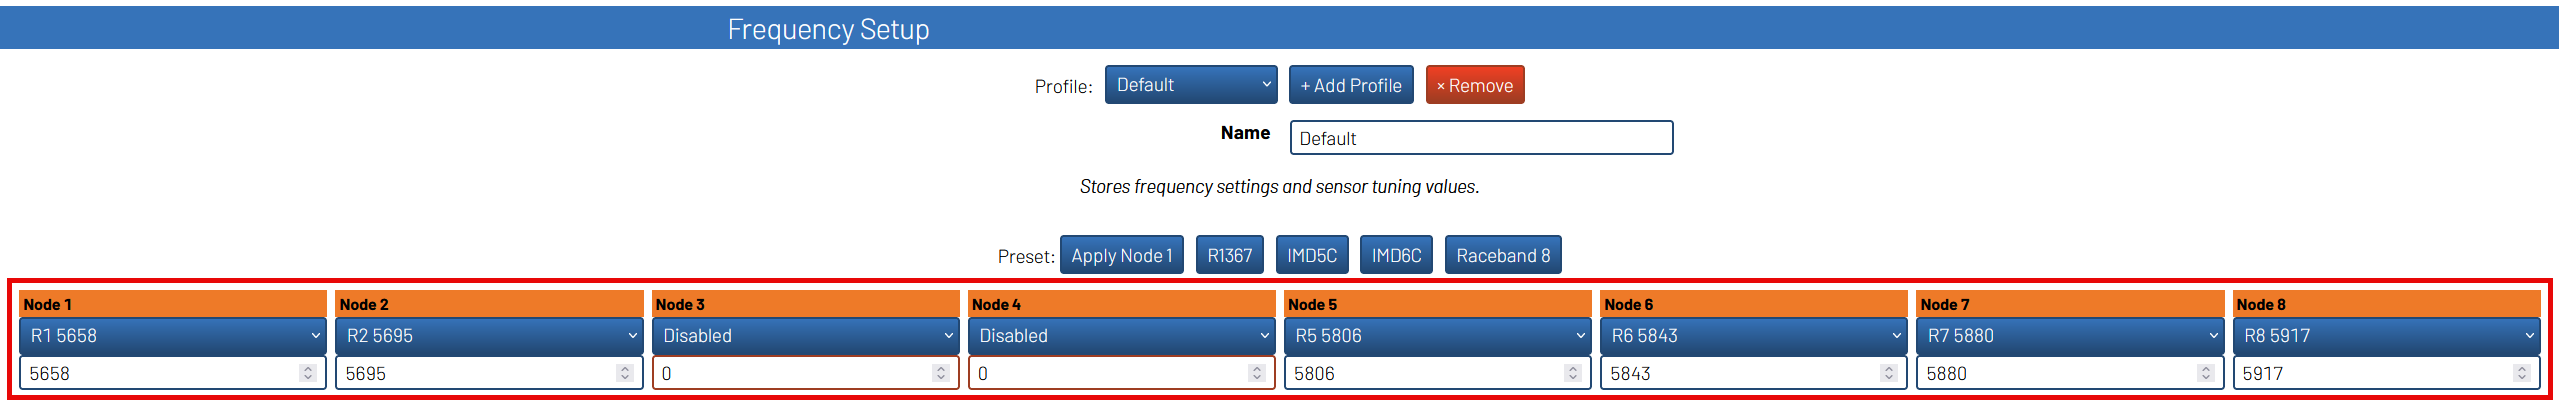 Frequency Setup
Profile: Default + Add Profile × Remove
Name Default
Stores frequency settings and sensor tuning values.
Preset: Apply Node 1 R1367 IMD5C IMD6C Raceband 8
Node 1 Node 2 Node 3 Node 4 Node 5 Node 6 Node 7 Node 8
R1 5658 R2 5695 Disabled Disabled R5 5806 R6 5843 R7 5880 R8 5917
5658 5695 0 0 5806 5843 5880 5917